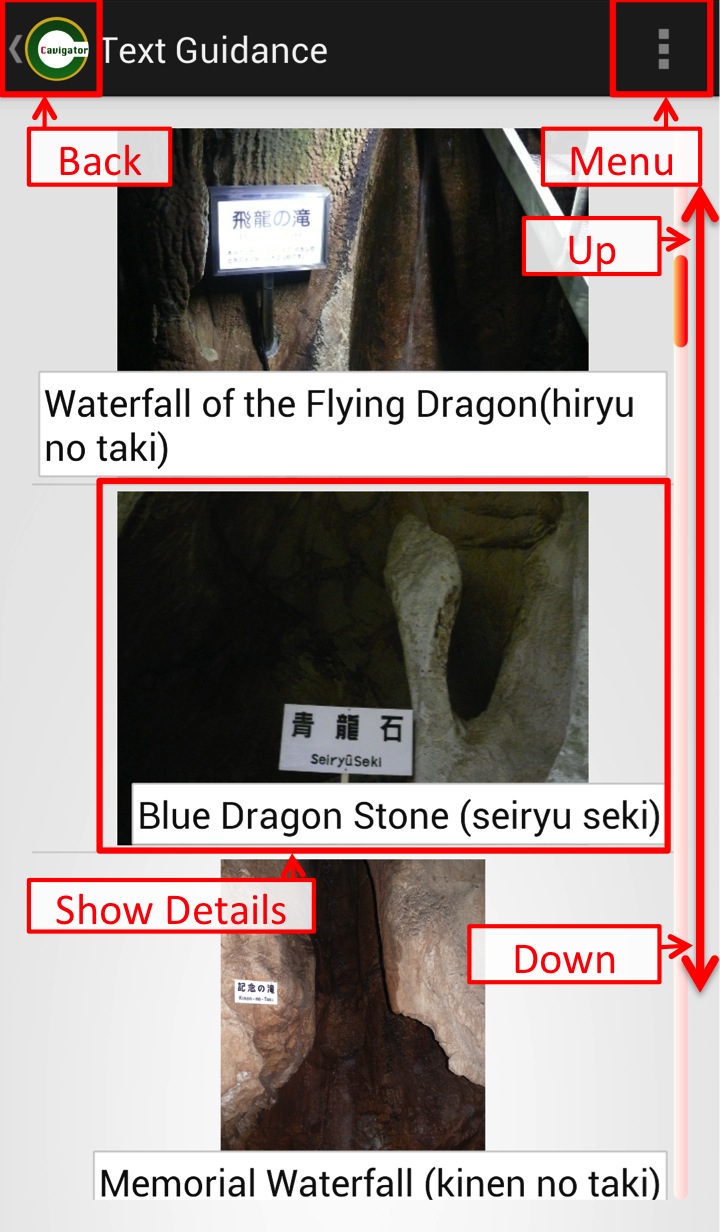 Cavigator
Text Guidance
Back
Menu
Up
飛龍の滝
Waterfall of the Flying Dragon(hiryu
no taki)
青龍石
SeiryûSeki
Blue Dragon Stone (seiryu seki)
Show Details
Down
記念の滝
Kinen-no-Taki
Memorial Waterfall (kinen no taki)